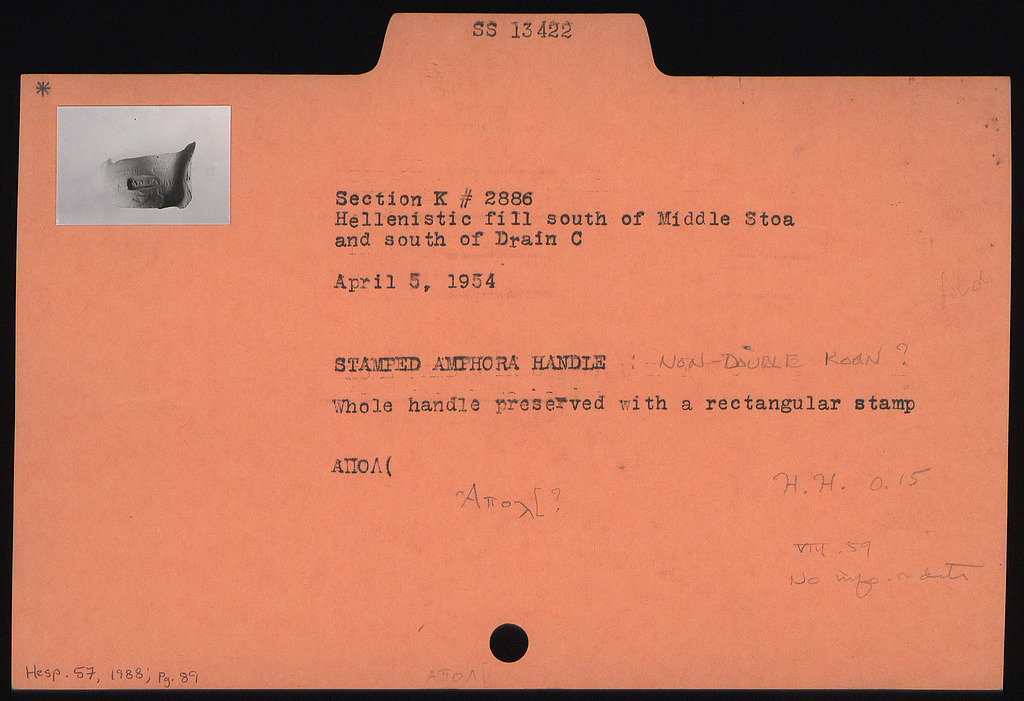 SS 13422
*
Section K # 2886
Hellenistic fill south of Middle Stoa
and south of Drain C
April 5, 1954
STAMPED AMPHORA HANDLE : NON-DOUBLE KOAN ?
Whole handle preserved with a rectangular stamp
ΑΠΟΛ(
Ἀπολ[?
H.H. 0.15
VIII.59
No info. on date
Hesp. 57, 1988; Pg. 89
ΑΠΟΛ[